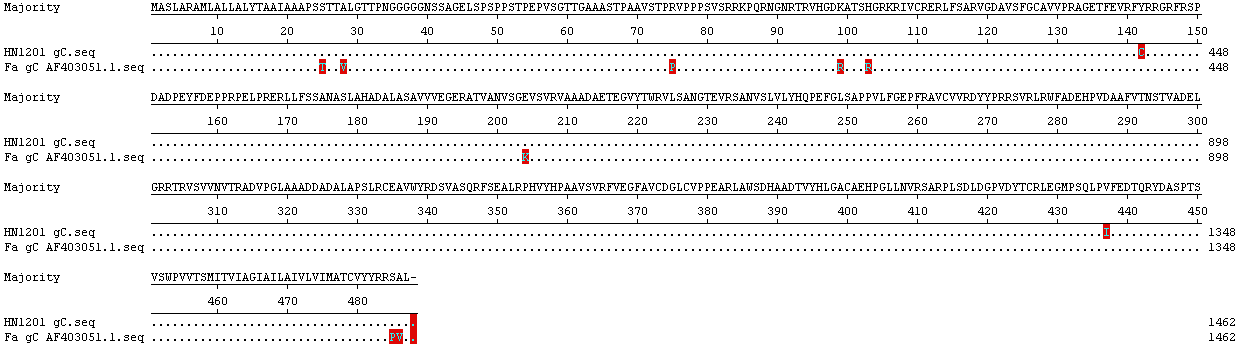 Majority MASLARAMLALLALYTAAIAAAPSSTTALGTTPNGGGGGNSSAGELSPSPPSTPEPVSGTTGAAASTPAAVSTPRVPPPSVSRRKPQRNGNRTRVHGDKATSHGRKRIVCRERLFSARVGDAVSFGCAVVPRAGETFEVRFYRRGRFRSP
10 20 30 40 50 60 70 80 90 100 110 120 130 140 150
HN1201 gC.seq .............................................................................................................................................C........ 448
Fa gC AF403051.1.seq ........................I..V..............................................P.......................R...R............................................... 448
Majority DADPEYFDEPPRPELPRERLLFSSANASLAHADALASAVVVEGERATVANVSGEVSVRVAAADAETEGVYTWRVLSANGTEVRSANVSLVLYHQPEFGLSAPPVLFGEPFRAVCVVRDYYPRRSVRLRWFADEHPVDAAFVTNSTVADEL
160 170 180 190 200 210 220 230 240 250 260 270 280 290 300
HN1201 gC.seq ...................................................................................................................................................... 898
Fa gC AF403051.1.seq .....................................................K................................................................................................ 898
Majority GRRTRVSVVNVTRADVPGLAAADDADALAPSLRCEAVWYRDSVASQRFSEALRPHVYHPAAVSVRFVEGFAVCDGLCVPPEARLAWSDHAADTVYHLGACAEHPGLLNVRSARPLSDLDGPVDYTCRLEGMPSQLPVFEDTQRYDASPTS
310 320 330 340 350 360 370 380 390 400 410 420 430 440 450
HN1201 gC.seq ........................................................................................................................................I............. 1348
Fa gC AF403051.1.seq ...................................................................................................................................................... 1348
Majority VSWPVVTSMITVIAGIAILAIVLVIMATCVYYRRSAL-
460 470 480
HN1201 gC.seq ...................................... 1462
Fa gC AF403051.1.seq ..................................PV.. 1462